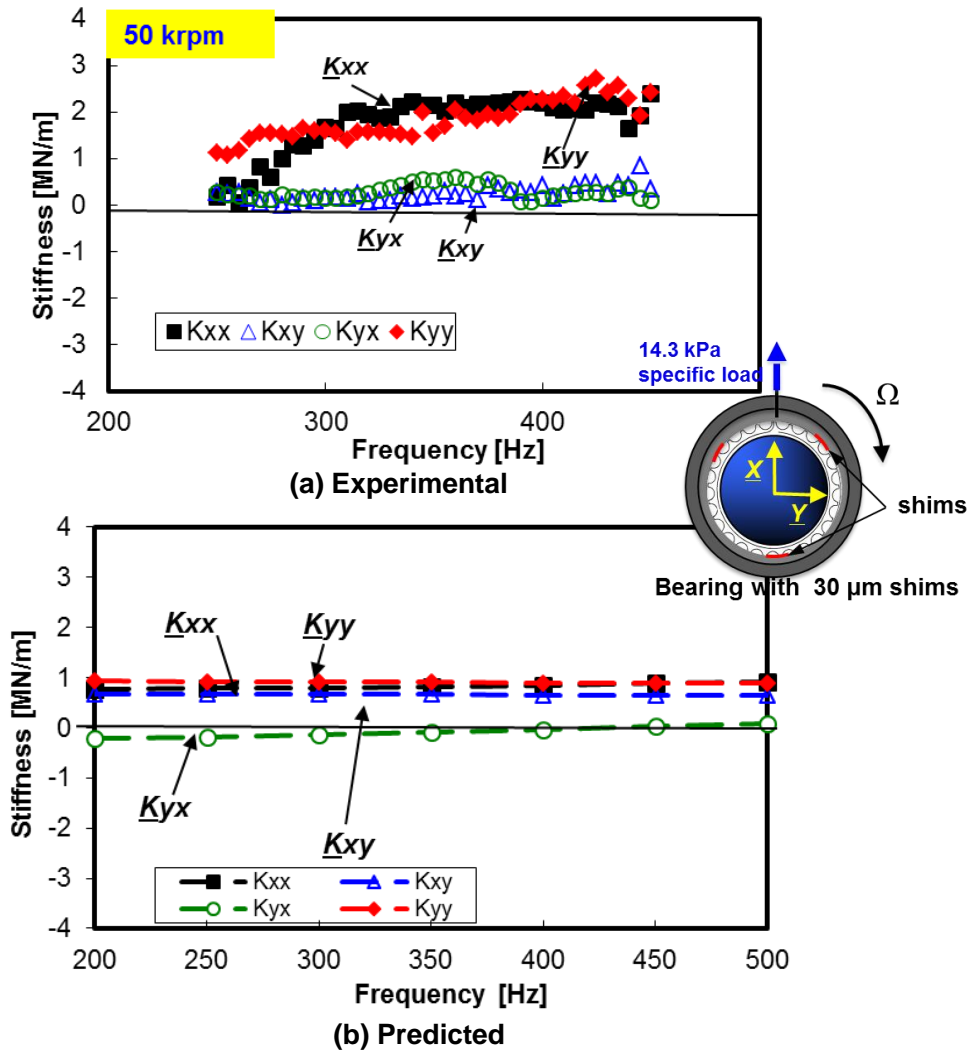 50 krpm
4
3
2
1
0
-1
-2
-3
-4
Stiffness [MN/m]
Kxx
Kyy
Kyx
Kxy
Kxx Kxy Kyx Kyy
200 300 400
Frequency [Hz]
(a) Experimental
14.3 kPa
specific load
Ω
X
Y
shims
Bearing with 30 µm shims
4
3
2
1
0
-1
-2
-3
-4
Stiffness [MN/m]
Kxx
Kyy
Kyx
Kxy
Kxx Kxy
Kyx Kyy
200 250 300 350 400 450 500
Frequency [Hz]
(b) Predicted